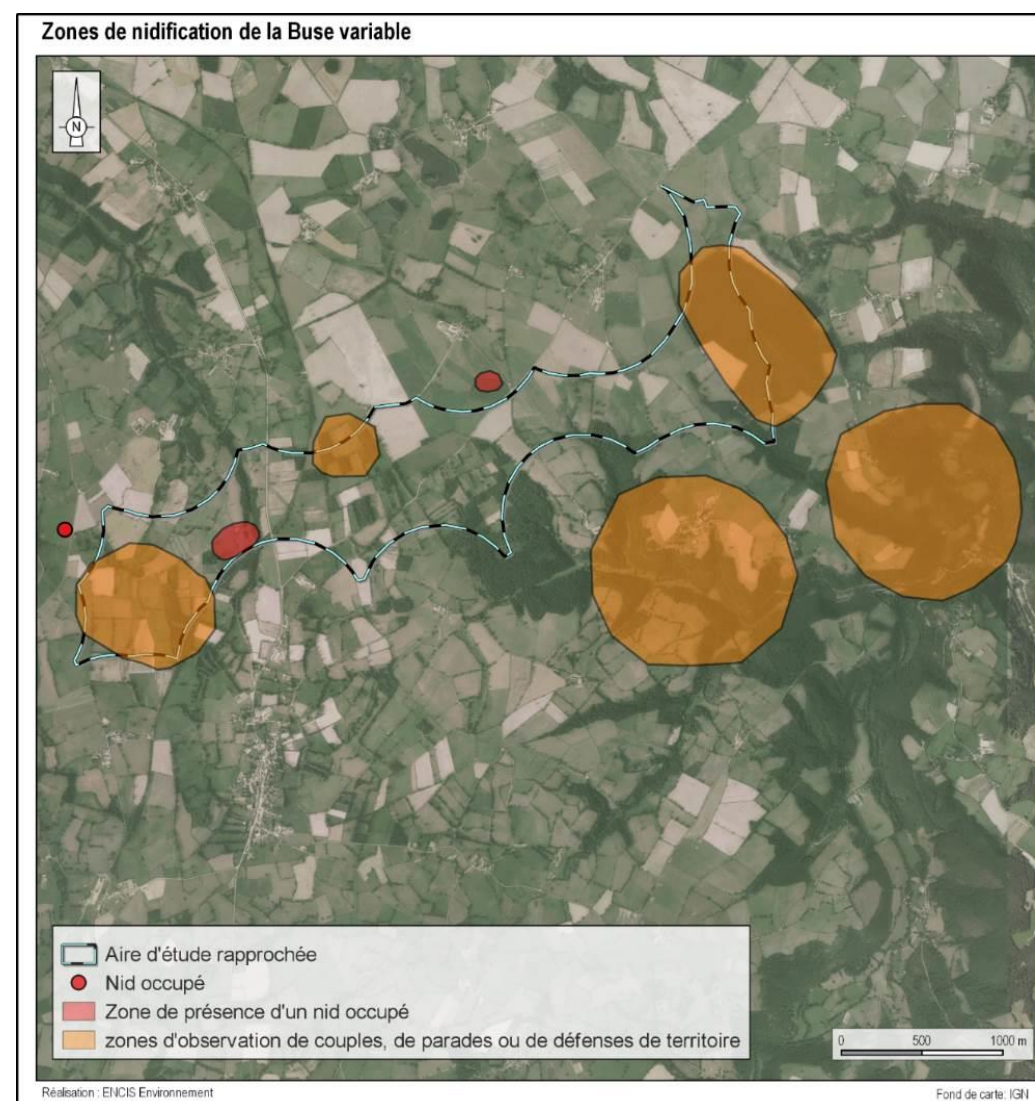 Zones de nidification de la Buse variable
N
Aire d'étude rapprochée
Nid occupé
Zone de présence d'un nid occupé
zones d'observation de couples, de parades ou de défenses de territoire
0 500 1000 m
Réalisation : ENCIS Environnement
Fond de carte: IGN